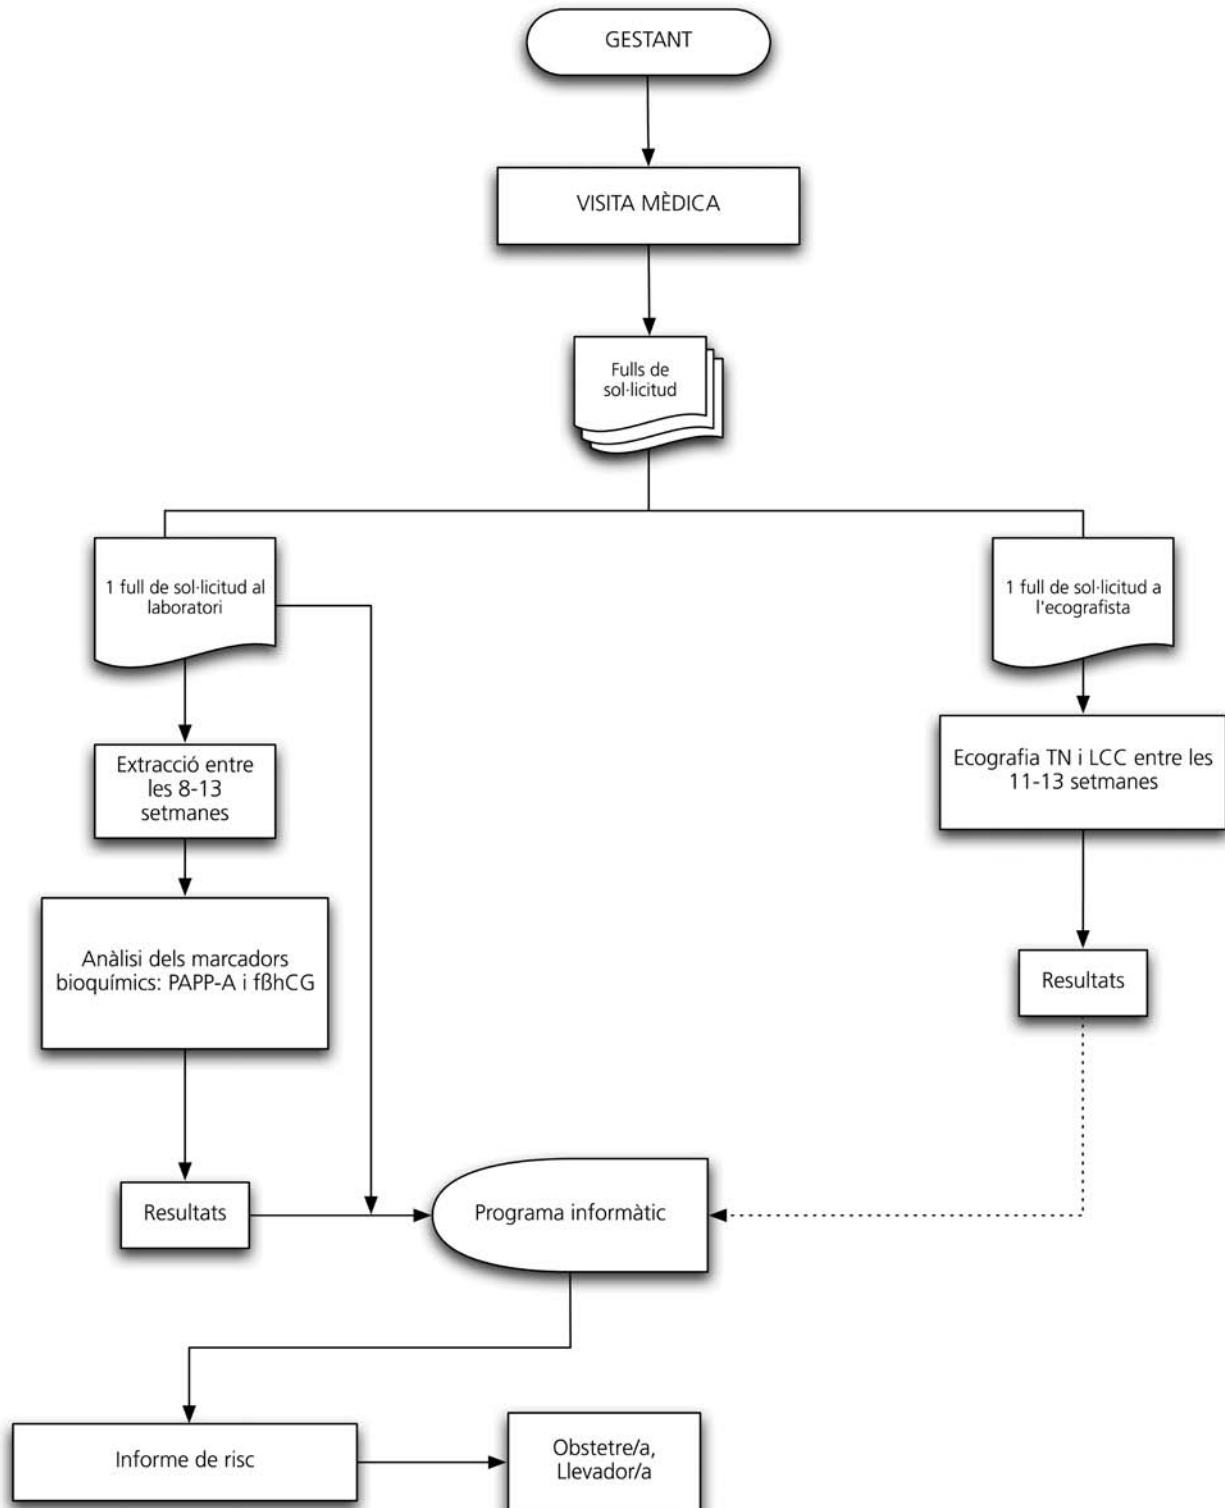 GESTANT
VISITA MÈDICA
Fulls de
sol·licitud
1 full de sol·licitud al
laboratori
1 full de sol·licitud a
l'ecografista
Extracció entre
les 8-13
setmanes
Ecografia TN i LCC entre les
11-13 setmanes
Anàlisi dels marcadors
bioquímics: PAPP-A i fßhCG
Resultats
Resultats
Programa informàtic
Informe de risc
Obstetre/a,
Llevador/a